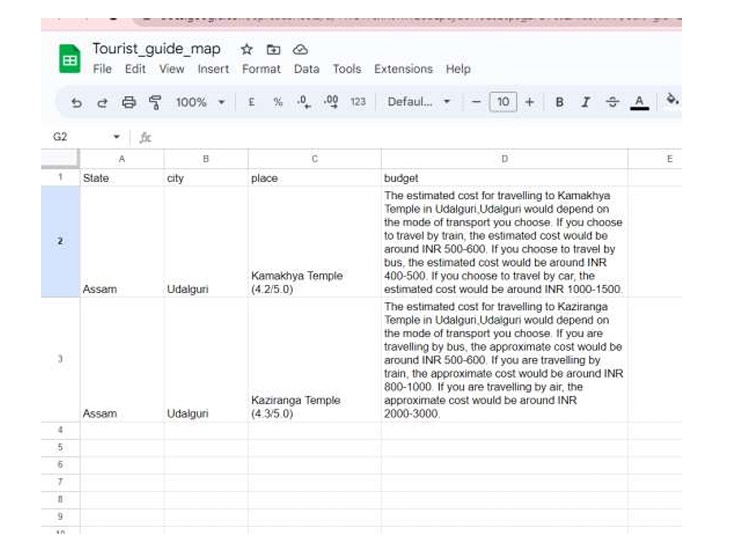 Tourist_guide_map
File Edit View Insert Format Data Tools Extensions Help
100% £ % .0 .00 123 Defaul... − 10 + B I A
G2 fx
A B C D E
1 State city place budget
The estimated cost for travelling to Kamakhya
Temple in Udalguri,Udalguri would depend on
the mode of transport you choose. If you choose
to travel by train, the estimated cost would be
around INR 500-600. If you choose to travel by
bus, the estimated cost would be around INR
400-500. If you choose to travel by car, the
estimated cost would be around INR 1000-1500.
2
Assam Udalguri Kamakhya Temple
(4.2/5.0)
The estimated cost for travelling to Kaziranga
Temple in Udalguri,Udalguri would depend on
the mode of transport you choose. If you are
travelling by bus, the approximate cost would be
around INR 500-600. If you are travelling by
train, the approximate cost would be around INR
800-1000. If you are travelling by air, the
approximate cost would be around INR
2000-3000.
3
Assam Udalguri Kaziranga Temple
(4.3/5.0)
4
5
6
7
8
9